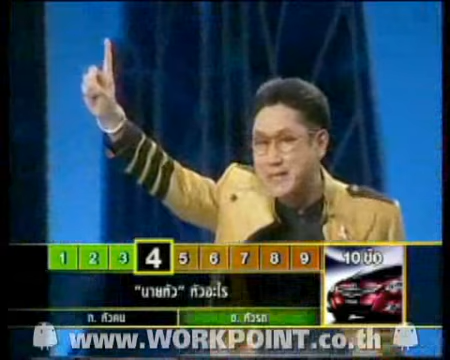 1 2 3 4 5 6 7 8 9
10 ข้อ
"นายหัว" หัวอะไร
ก. หัวคน
ข. หัวรถ
www.WORKPOINT.co.th